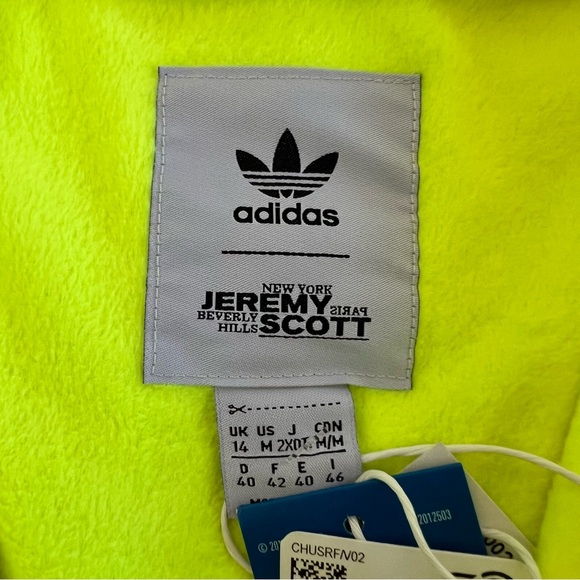 adidas
NEW YORK
JEREMY PARIS
BEVERLY
HILLS SCOTT
UK US J CDN
14 M 2XOT M/M
D F E I
40 42 40 46
2012503
CHUSRF/V02